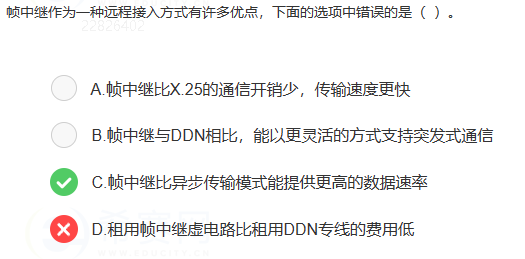 帧中继作为一种远程接入方式有许多优点，下面的选项中错误的是（ ）。
A.帧中继比X.25的通信开销少，传输速度更快
B.帧中继与DDN相比，能以更灵活的方式支持突发式通信
C.帧中继比异步传输模式能提供更高的数据速率
D.租用帧中继虚电路比租用DDN专线的费用低